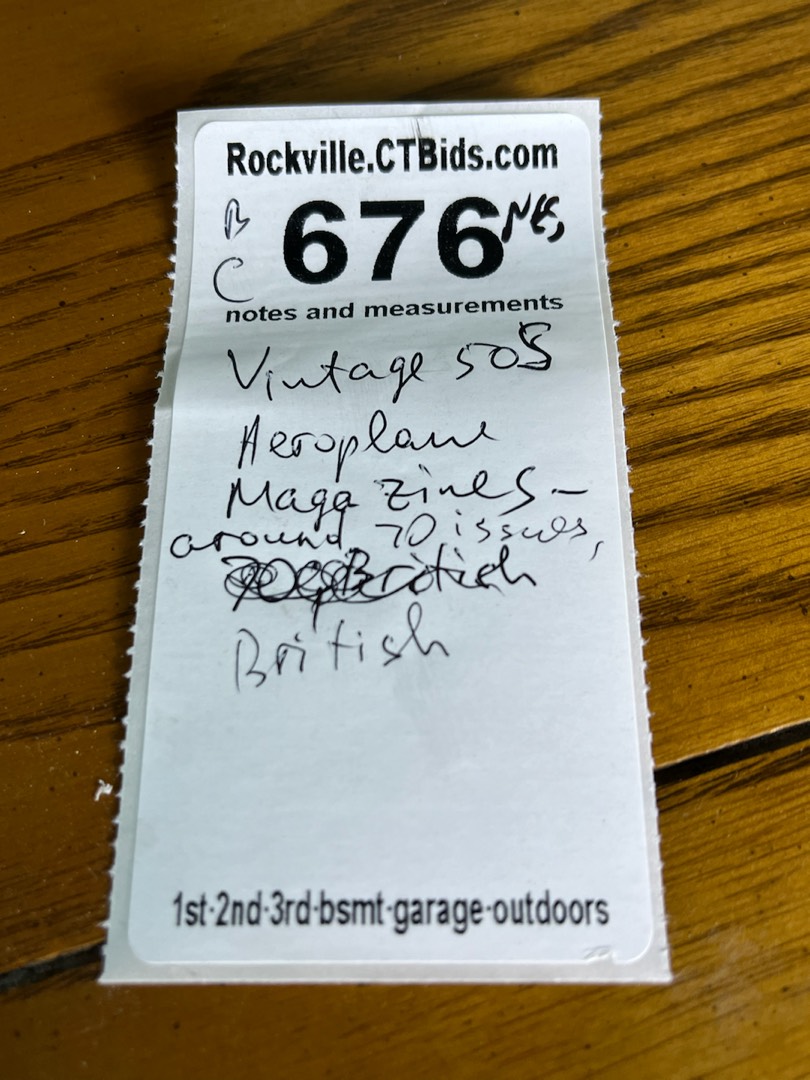 Rockville.CTBids.com
B
676
C
notes and measurements
Vintage 50S
Aeroplane
Magazines -
around 70 issues,
British
British
1st·2nd·3rd·bsmt·garage·outdoors